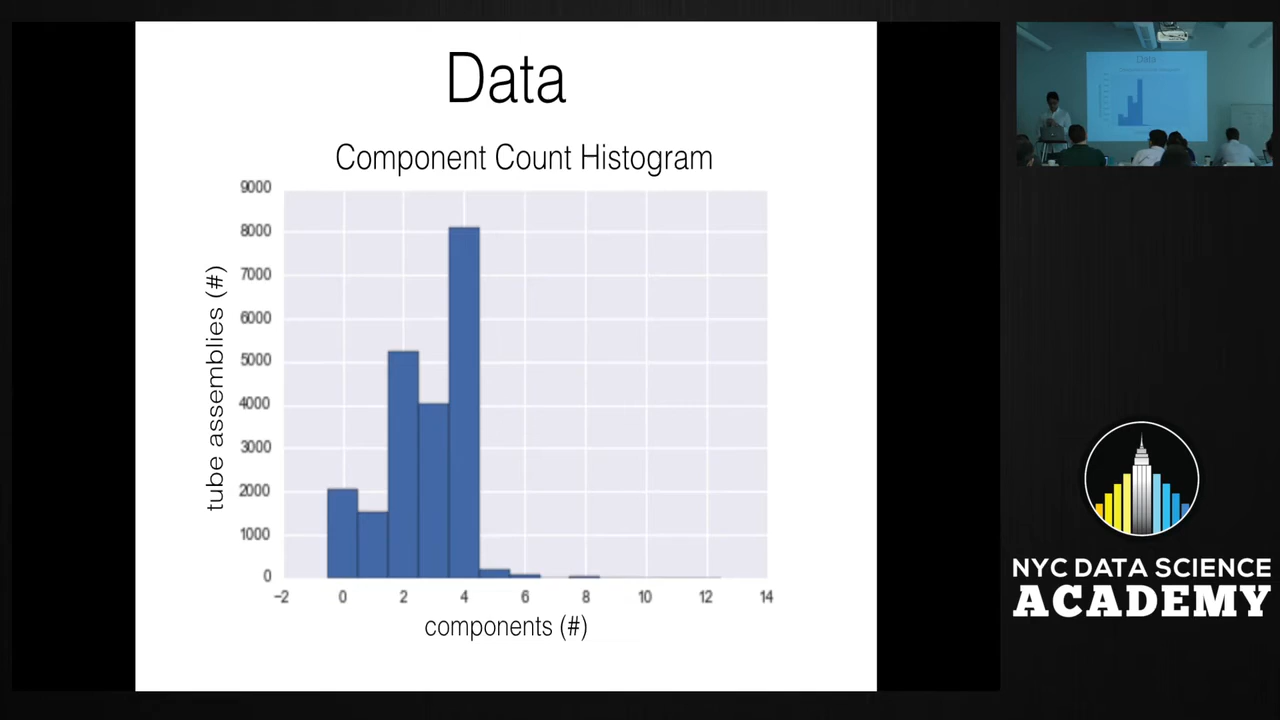 Data
Component Count Histogram
9000
8000
7000
6000
5000
4000
3000
2000
1000
0
tube assemblies (#)
−2 0 2 4 6 8 10 12 14
components (#)
Data
NYC DATA SCIENCE
ACADEMY